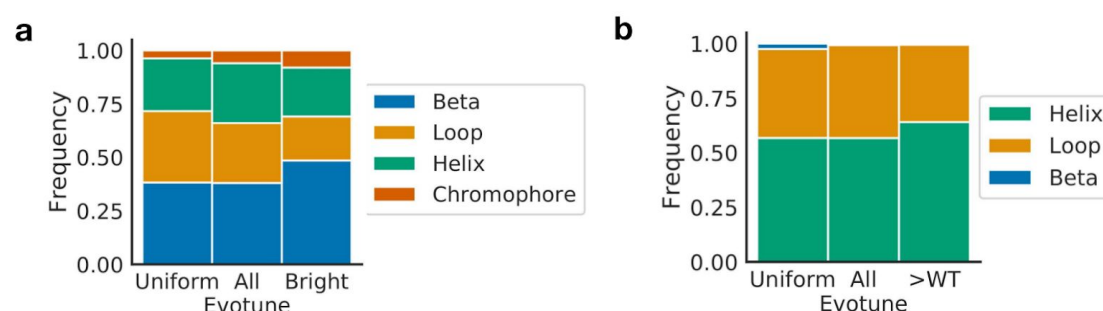 a
1.00
0.75
0.50
0.25
0.00
Frequency
Uniform All Bright
Evotune
Beta
Loop
Helix
Chromophore
b
1.00
0.75
0.50
0.25
0.00
Frequency
Uniform All >WT
Evotune
Helix
Loop
Beta